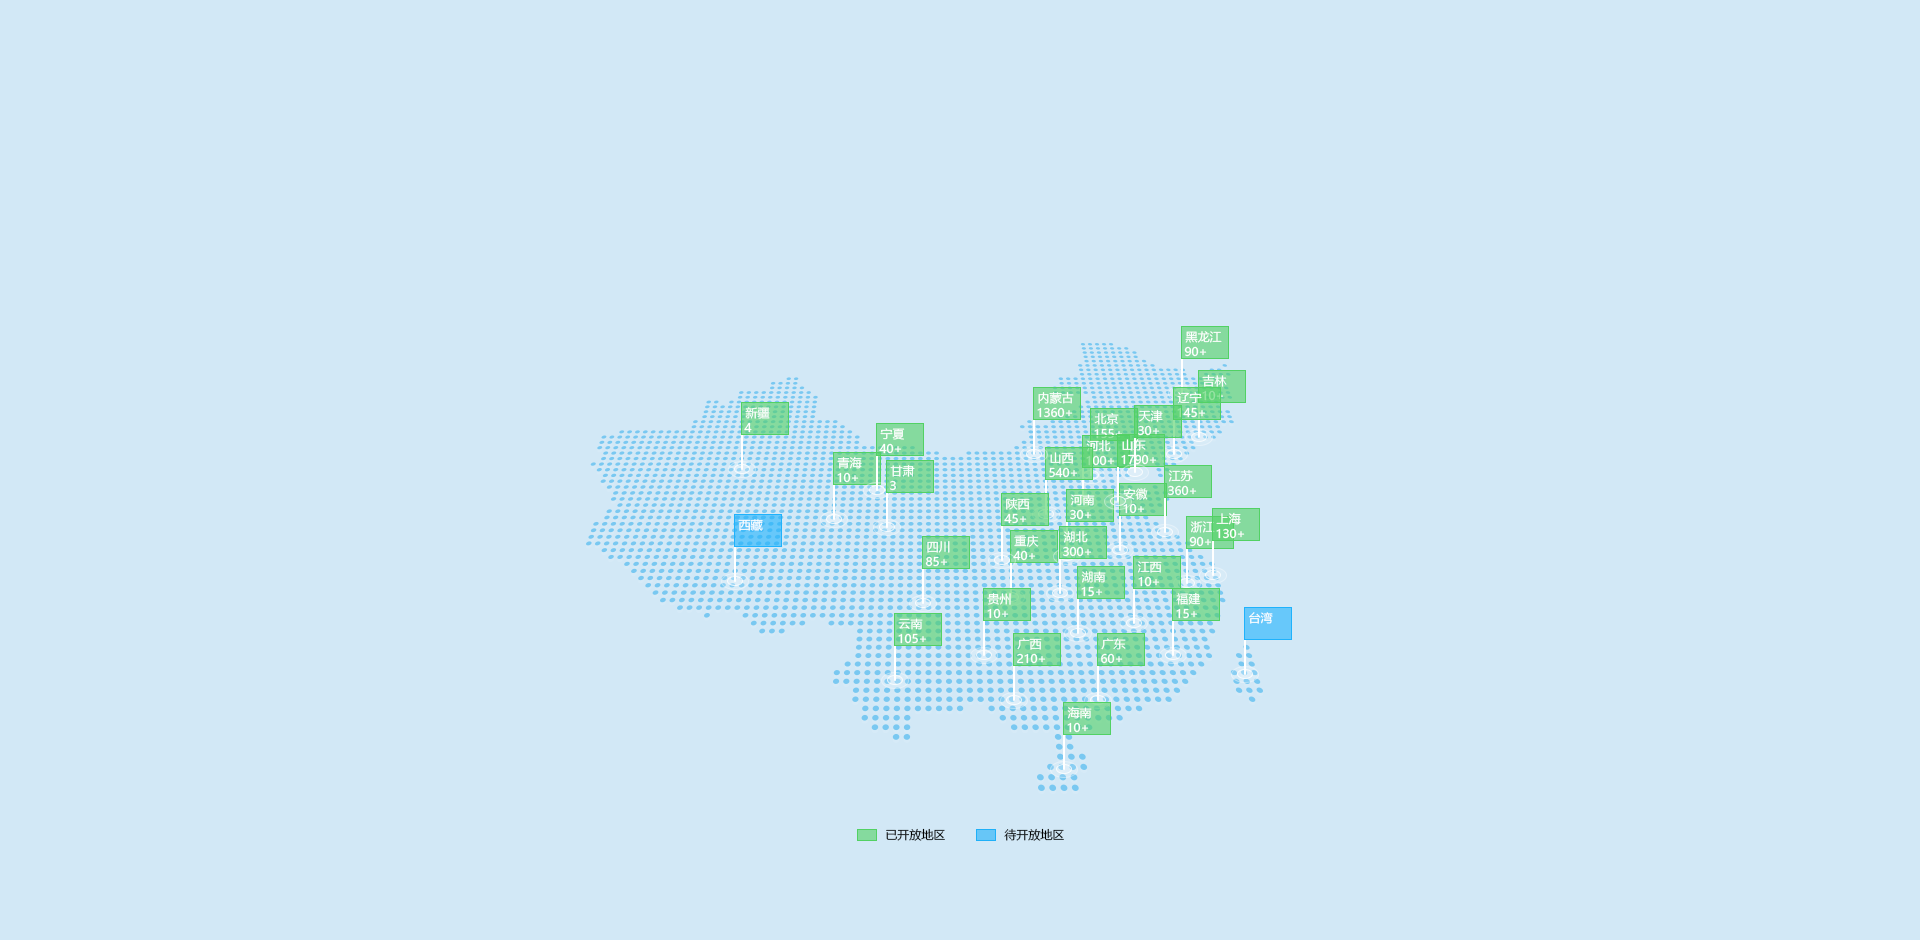 黑龙江
90+
吉林
10+
内蒙古
1360+
辽宁
145+
新疆
4
北京
155+
天津
30+
宁夏
40+
河北
100+
山东
1790+
山西
540+
青海
10+
甘肃
3
江苏
360+
安徽
10+
陕西
45+
河南
30+
上海
130+
浙江
90+
西藏
重庆
40+
湖北
300+
四川
85+
江西
10+
湖南
15+
贵州
10+
福建
15+
台湾
云南
105+
广西
210+
广东
60+
海南
10+
已开放地区
待开放地区